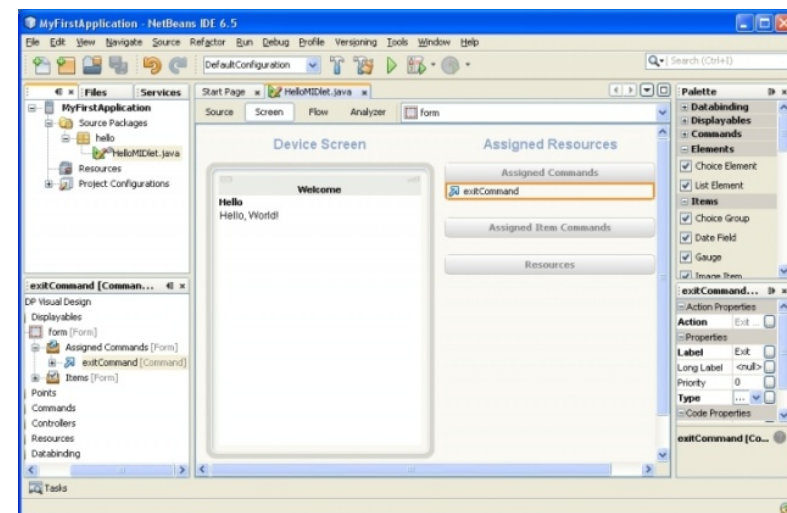 MyFirstApplication - NetBeans IDE 6.5
File Edit View Navigate Source Refactor Run Debug Profile Versioning Tools Window Help
DefaultConfiguration
Search (Ctrl+I)
Files Services
MyFirstApplication
Source Packages
hello
HelloMIDlet.java
Resources
Project Configurations
exitCommand [Comman...
DP Visual Design
Displayables
form [Form]
Assigned Commands [Form]
exitCommand [Command]
Items [Form]
Points
Commands
Controllers
Resources
Databinding
Tasks
Start Page HelloMIDlet.java
Source Screen Flow Analyzer form
Device Screen
Welcome
Hello
Hello, World!
Assigned Resources
Assigned Commands
exitCommand
Assigned Item Commands
Resources
Palette
Databinding
Displayables
Commands
Elements
Choice Element
List Element
Items
Choice Group
Date Field
Gauge
Image Item
exitCommand...
Action Properties
Action Exit ...
Properties
Label Exit
Long Label <null>
Priority 0
Type ...
Code Properties
exitCommand [Co...